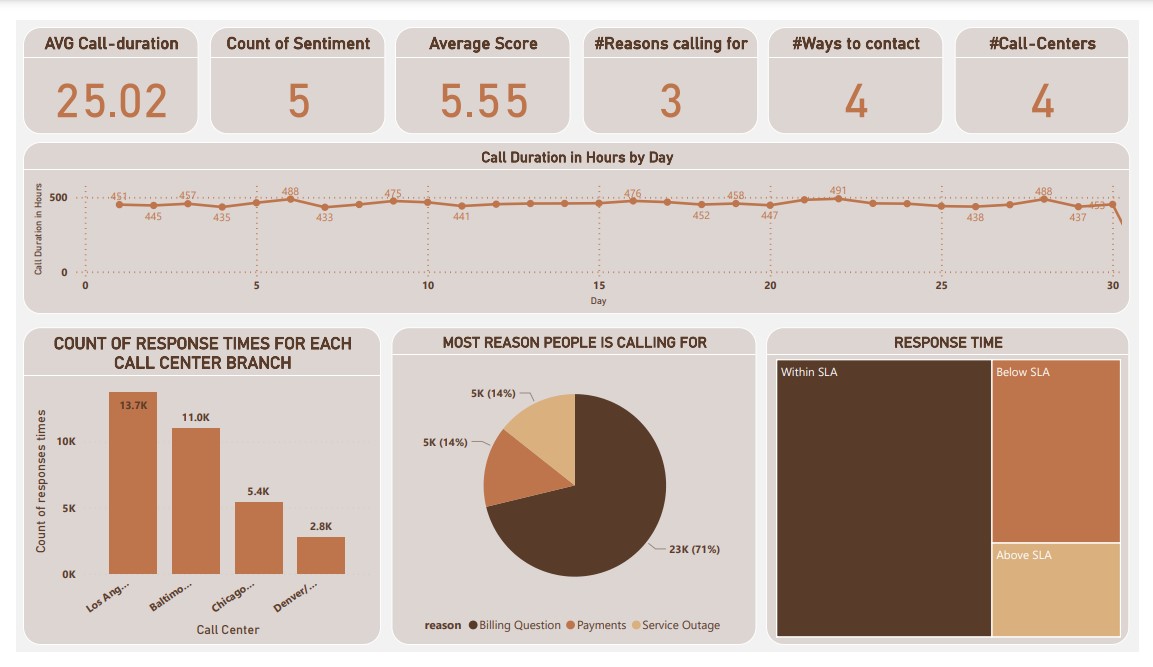 AVG Call-duration
25.02
Count of Sentiment
5
Average Score
5.55
#Reasons calling for
3
#Ways to contact
4
#Call-Centers
4
Call Duration in Hours by Day
Call Duration in Hours
500
0
451
445
457
435
488
433
475
441
476
452
458
447
491
438
488
437
453
0
5
10
15
20
25
30
Day
COUNT OF RESPONSE TIMES FOR EACH
CALL CENTER BRANCH
Count of responses times
10K
5K
0K
13.7K
11.0K
5.4K
2.8K
Los Ang...
Baltimo...
Chicago...
Denver/...
Call Center
MOST REASON PEOPLE IS CALLING FOR
5K (14%)
5K (14%)
23K (71%)
reason Billing Question Payments Service Outage
RESPONSE TIME
Within SLA
Below SLA
Above SLA